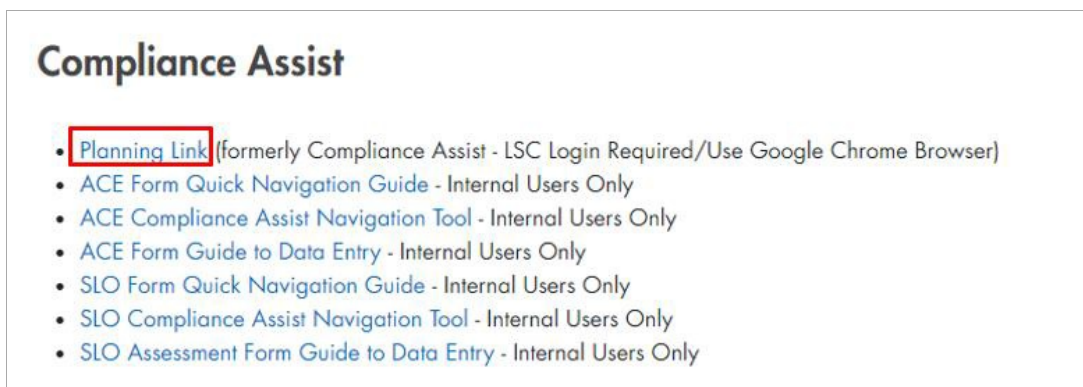 Compliance Assist
• Planning Link (formerly Compliance Assist - LSC Login Required/Use Google Chrome Browser)
• ACE Form Quick Navigation Guide - Internal Users Only
• ACE Compliance Assist Navigation Tool - Internal Users Only
• ACE Form Guide to Data Entry - Internal Users Only
• SLO Form Quick Navigation Guide - Internal Users Only
• SLO Compliance Assist Navigation Tool - Internal Users Only
• SLO Assessment Form Guide to Data Entry - Internal Users Only